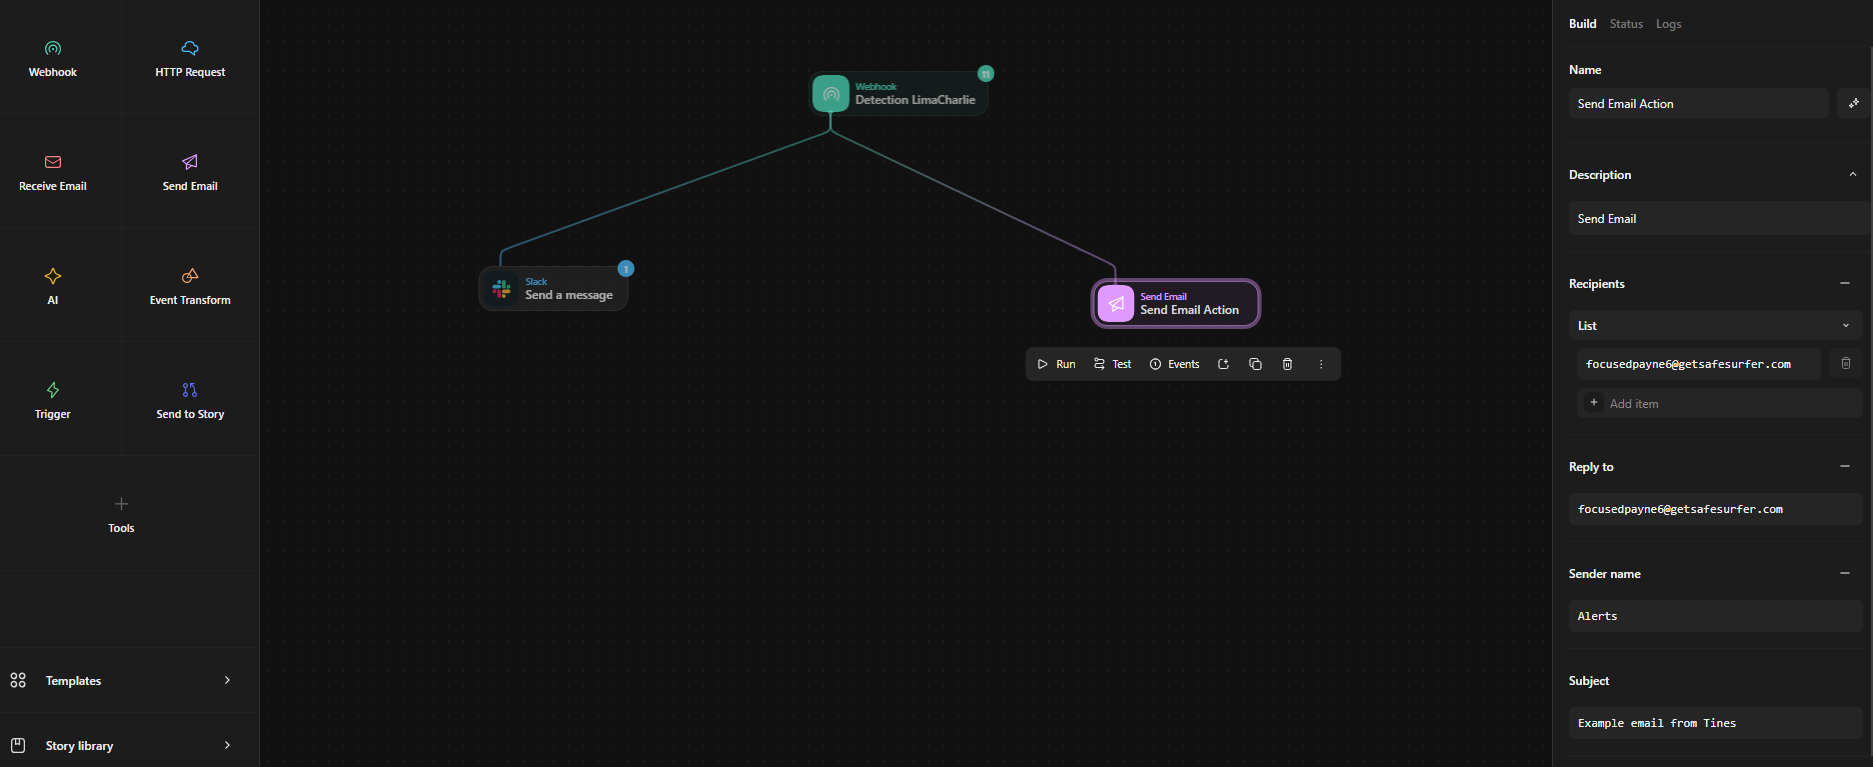 Webhook
HTTP Request
Receive Email
Send Email
AI
Event Transform
Trigger
Send to Story
Tools
Templates
Story library
Webhook
Detection LimaCharlie
11
Slack
Send a message
1
Send Email
Send Email Action
Run
Test
Events
Build
Status
Logs
Name
Send Email Action
Description
Send Email
Recipients
List
focusedpayne6@getsafesurfer.com
Add item
Reply to
focusedpayne6@getsafesurfer.com
Sender name
Alerts
Subject
Example email from Tines